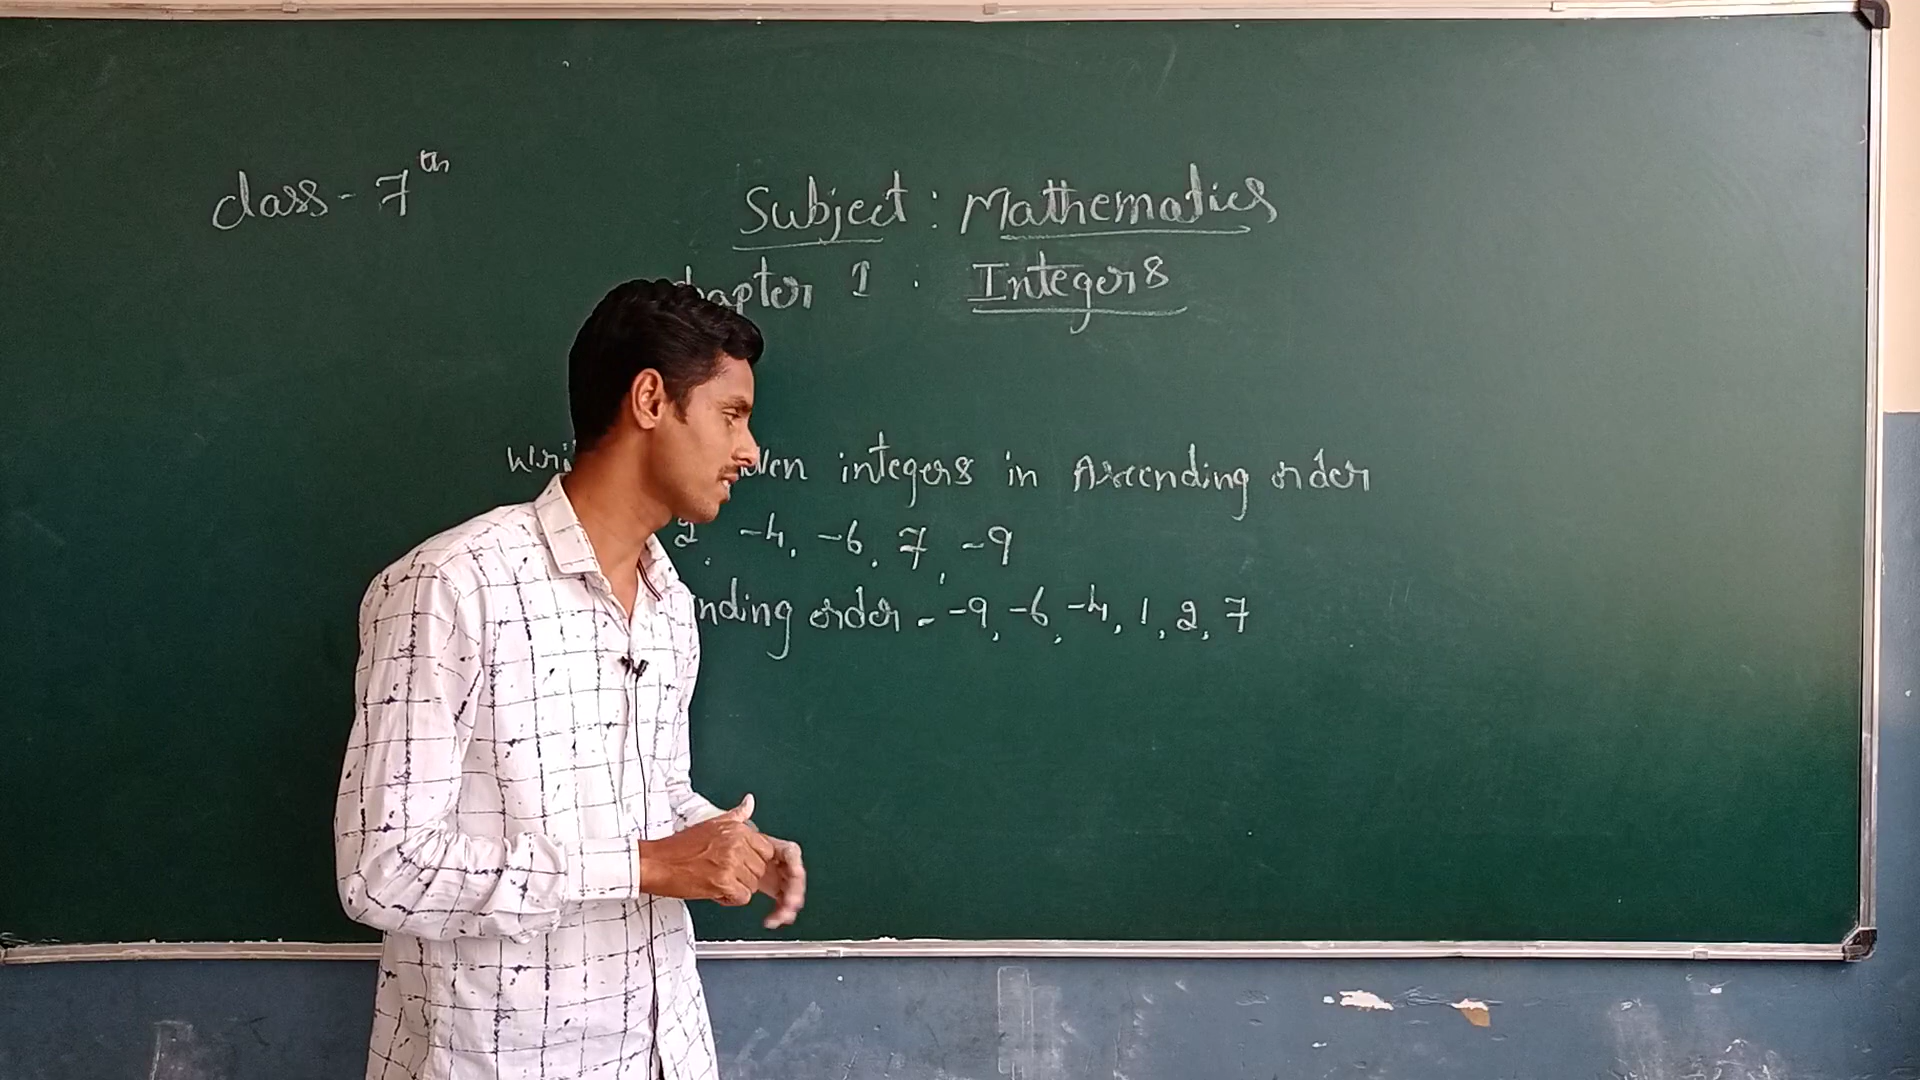 class - 7th
Subject : Mathematics
chapter 1 : Integers
integers in Ascending order
2, -4, -6, 7, -9
order - -9, -6, -4, 1, 2, 7